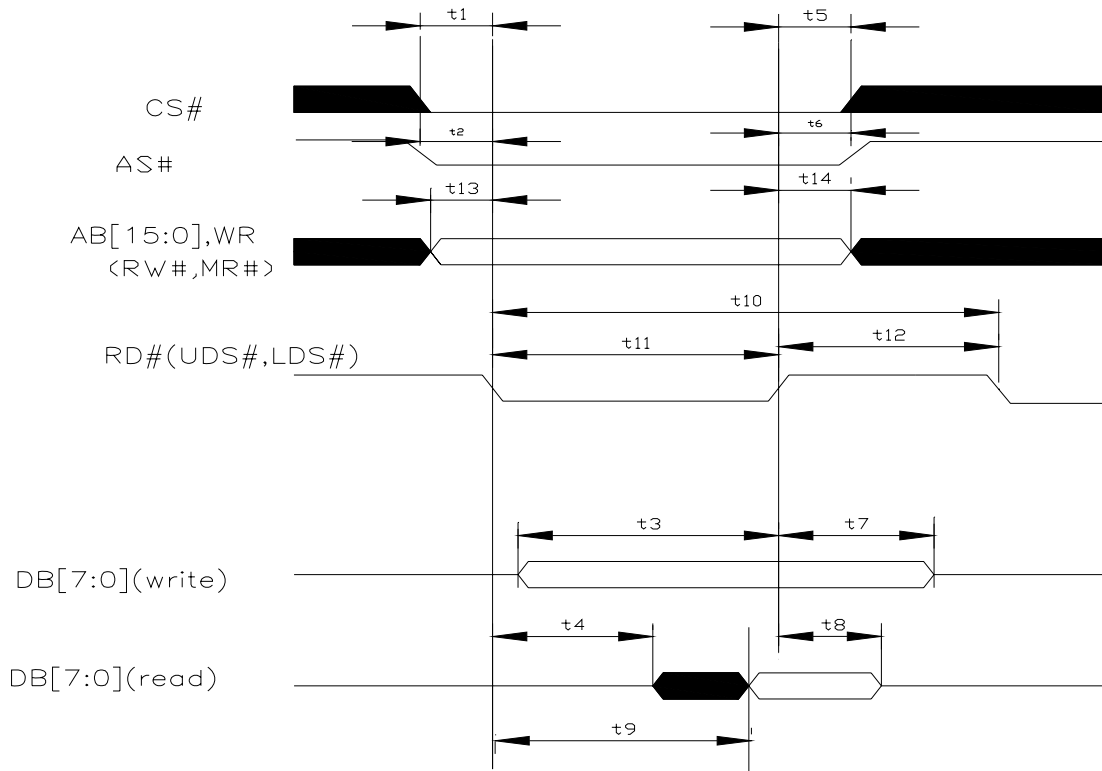 t1 t5
CS#
t2 t6
AS#
t13 t14
AB[15:0],WR
(RW#,MR#)
t10
RD#(UDS#,LDS#)
t11 t12
t3 t7
DB[7:0](write)
t4 t8
DB[7:0](read)
t9